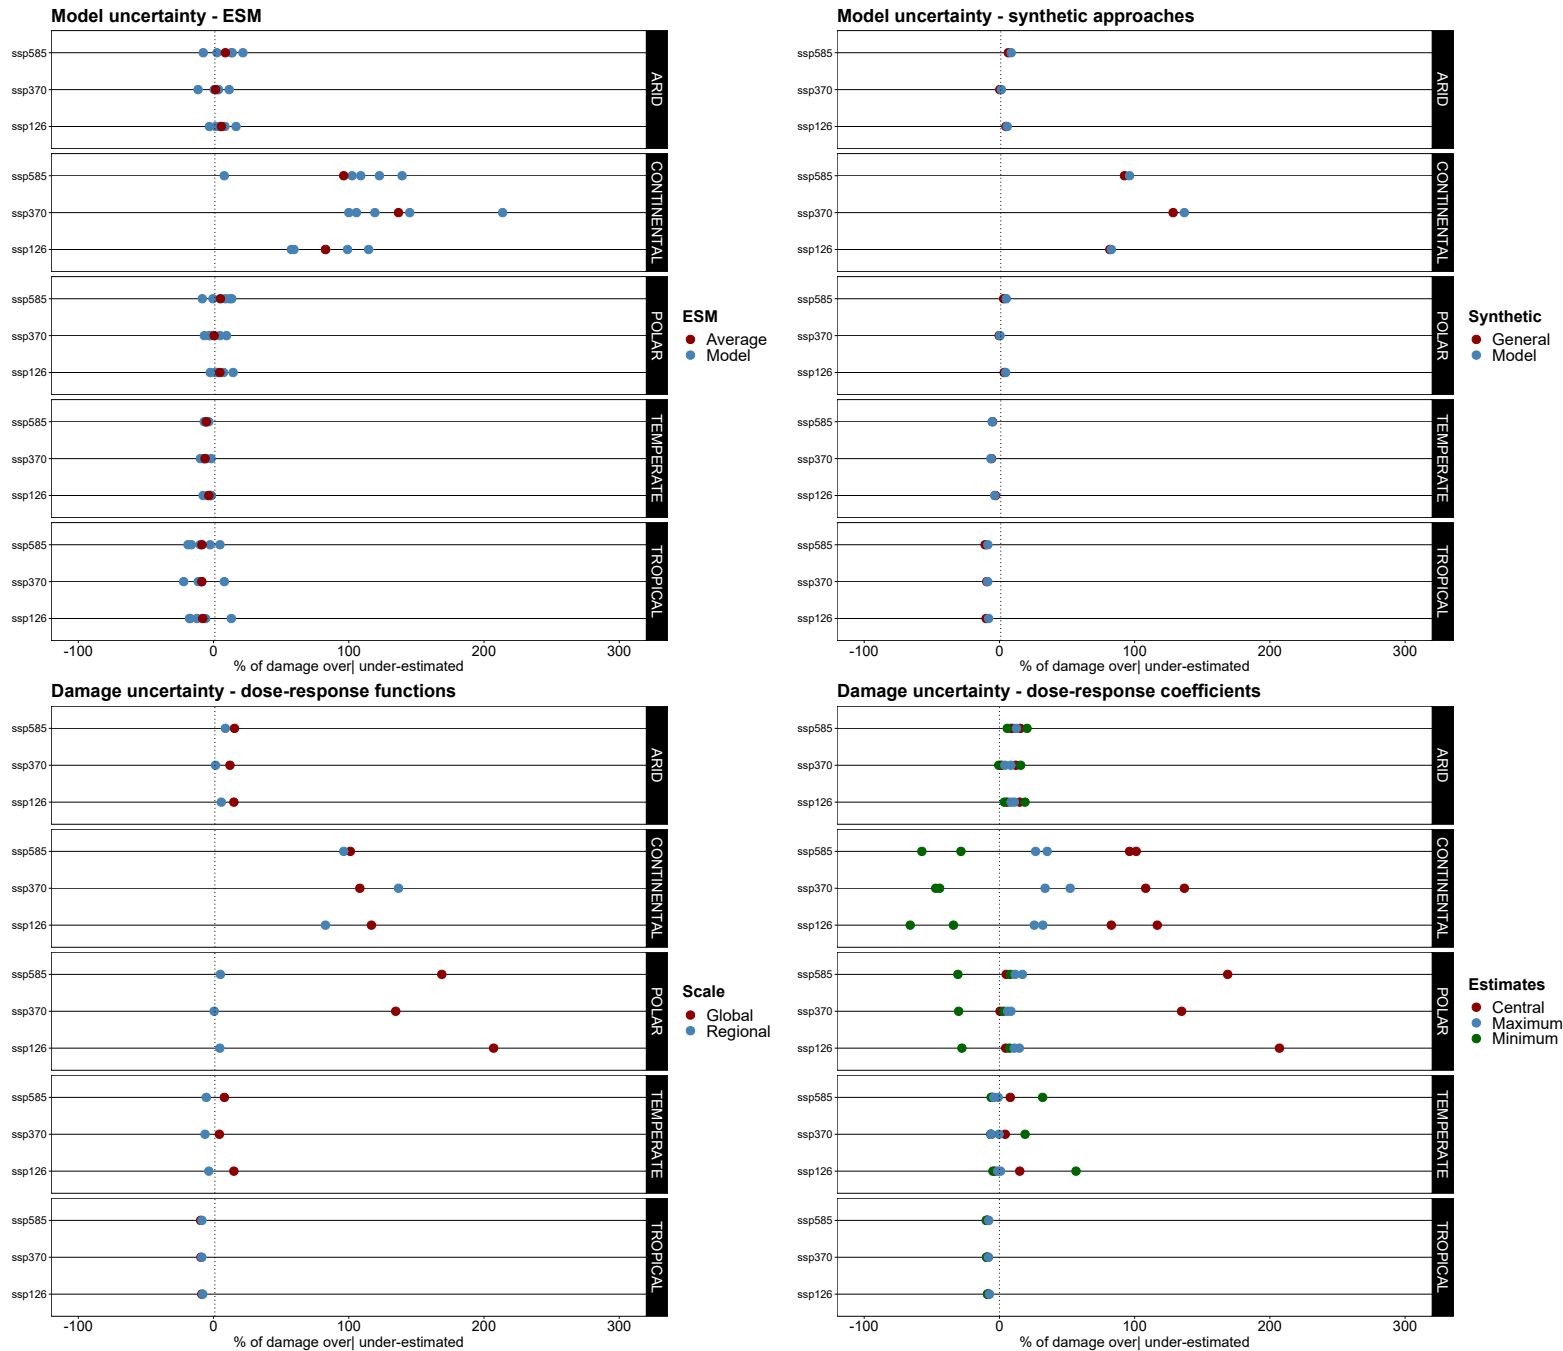 Model uncertainty - ESM
ssp585
ssp370
ssp126
ARID
ssp585
ssp370
ssp126
CONTINENTAL
ssp585
ssp370
ssp126
POLAR
ssp585
ssp370
ssp126
TEMPERATE
ssp585
ssp370
ssp126
TROPICAL
-100 0 100 200 300
% of damage over| under-estimated
ESM
Average
Model
Model uncertainty - synthetic approaches
ssp585
ssp370
ssp126
ARID
ssp585
ssp370
ssp126
CONTINENTAL
ssp585
ssp370
ssp126
POLAR
ssp585
ssp370
ssp126
TEMPERATE
ssp585
ssp370
ssp126
TROPICAL
-100 0 100 200 300
% of damage over| under-estimated
Synthetic
General
Model
Damage uncertainty - dose-response functions
ssp585
ssp370
ssp126
ARID
ssp585
ssp370
ssp126
CONTINENTAL
ssp585
ssp370
ssp126
POLAR
ssp585
ssp370
ssp126
TEMPERATE
ssp585
ssp370
ssp126
TROPICAL
-100 0 100 200 300
% of damage over| under-estimated
Scale
Global
Regional
Damage uncertainty - dose-response coefficients
ssp585
ssp370
ssp126
ARID
ssp585
ssp370
ssp126
CONTINENTAL
ssp585
ssp370
ssp126
POLAR
ssp585
ssp370
ssp126
TEMPERATE
ssp585
ssp370
ssp126
TROPICAL
-100 0 100 200 300
% of damage over| under-estimated
Estimates
Central
Maximum
Minimum